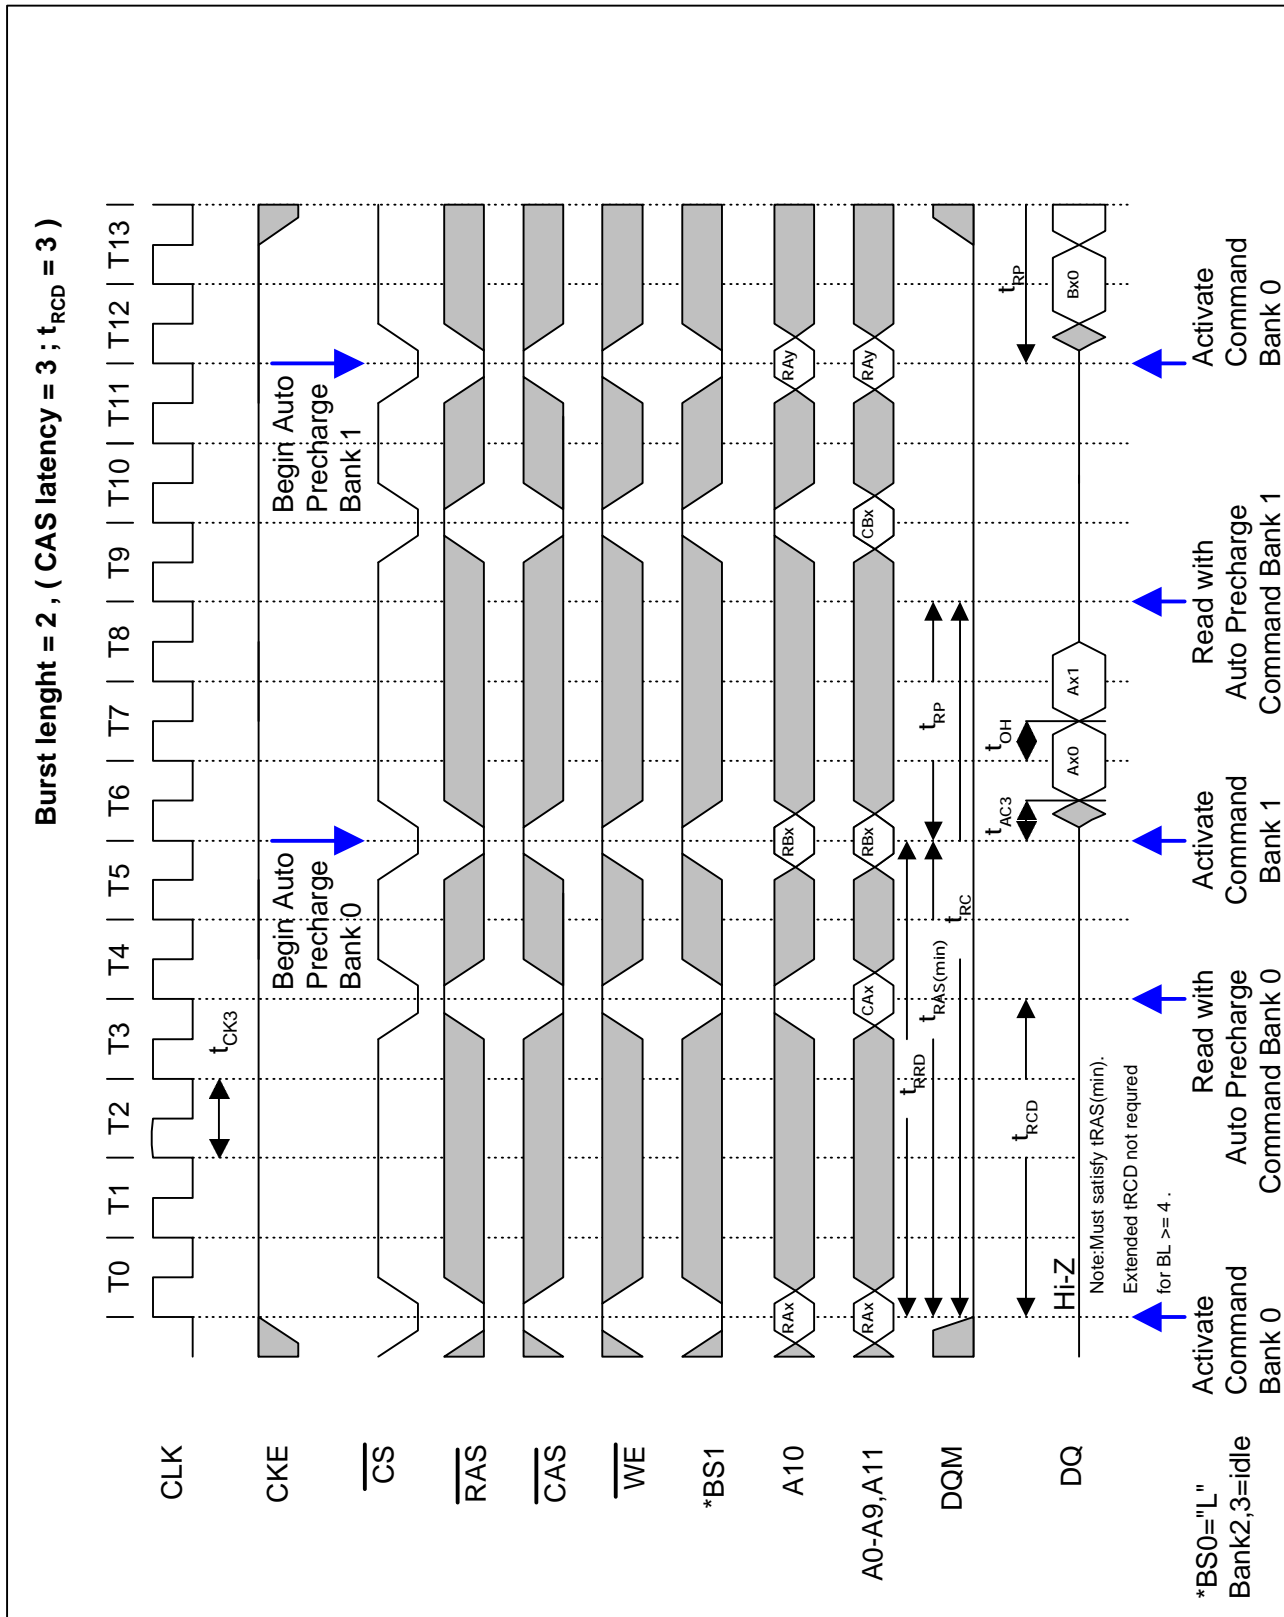 Burst lenght = 2 , ( CAS latency = 3 ; tRCD = 3 )
T0 T1 T2 T3 T4 T5 T6 T7 T8 T9 T10 T11 T12 T13
CLK
tCK3
CKE
Begin Auto
Precharge
Bank 0
Begin Auto
Precharge
Bank 1
CS
RAS
CAS
WE
*BS1
A10
RAx RBx RAy
A0-A9,A11
RAx CAx RBx CBx RAy
tRRD
DQM
tRAS(min) tRP
tRC
tRCD tAC3 tOH tRP
DQ
Hi-Z
Ax0 Ax1 Bx0
Note:Must satisfy tRAS(min).
Extended tRCD not requred
for BL >= 4 .
*BS0="L"
Bank2,3=idle
Activate
Command
Bank 0
Read with
Auto Precharge
Command Bank 0
Activate
Command
Bank 1
Read with
Auto Precharge
Command Bank 1
Activate
Command
Bank 0